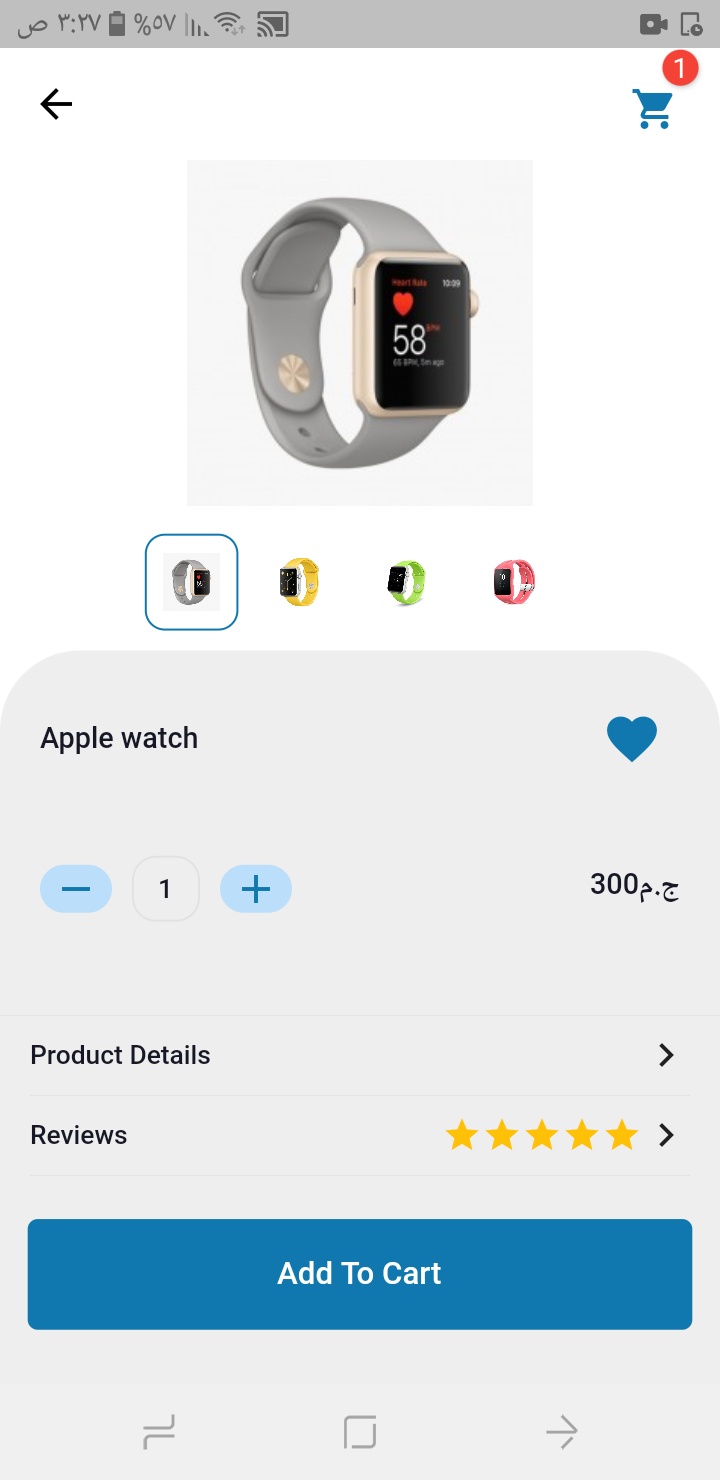 ص ٣:٢٧ %٥٧
1
Heart Rate 10:09
58 BPM
65 BPM, 5m ago
Apple watch
1
300ج.م
Product Details
Reviews
Add To Cart